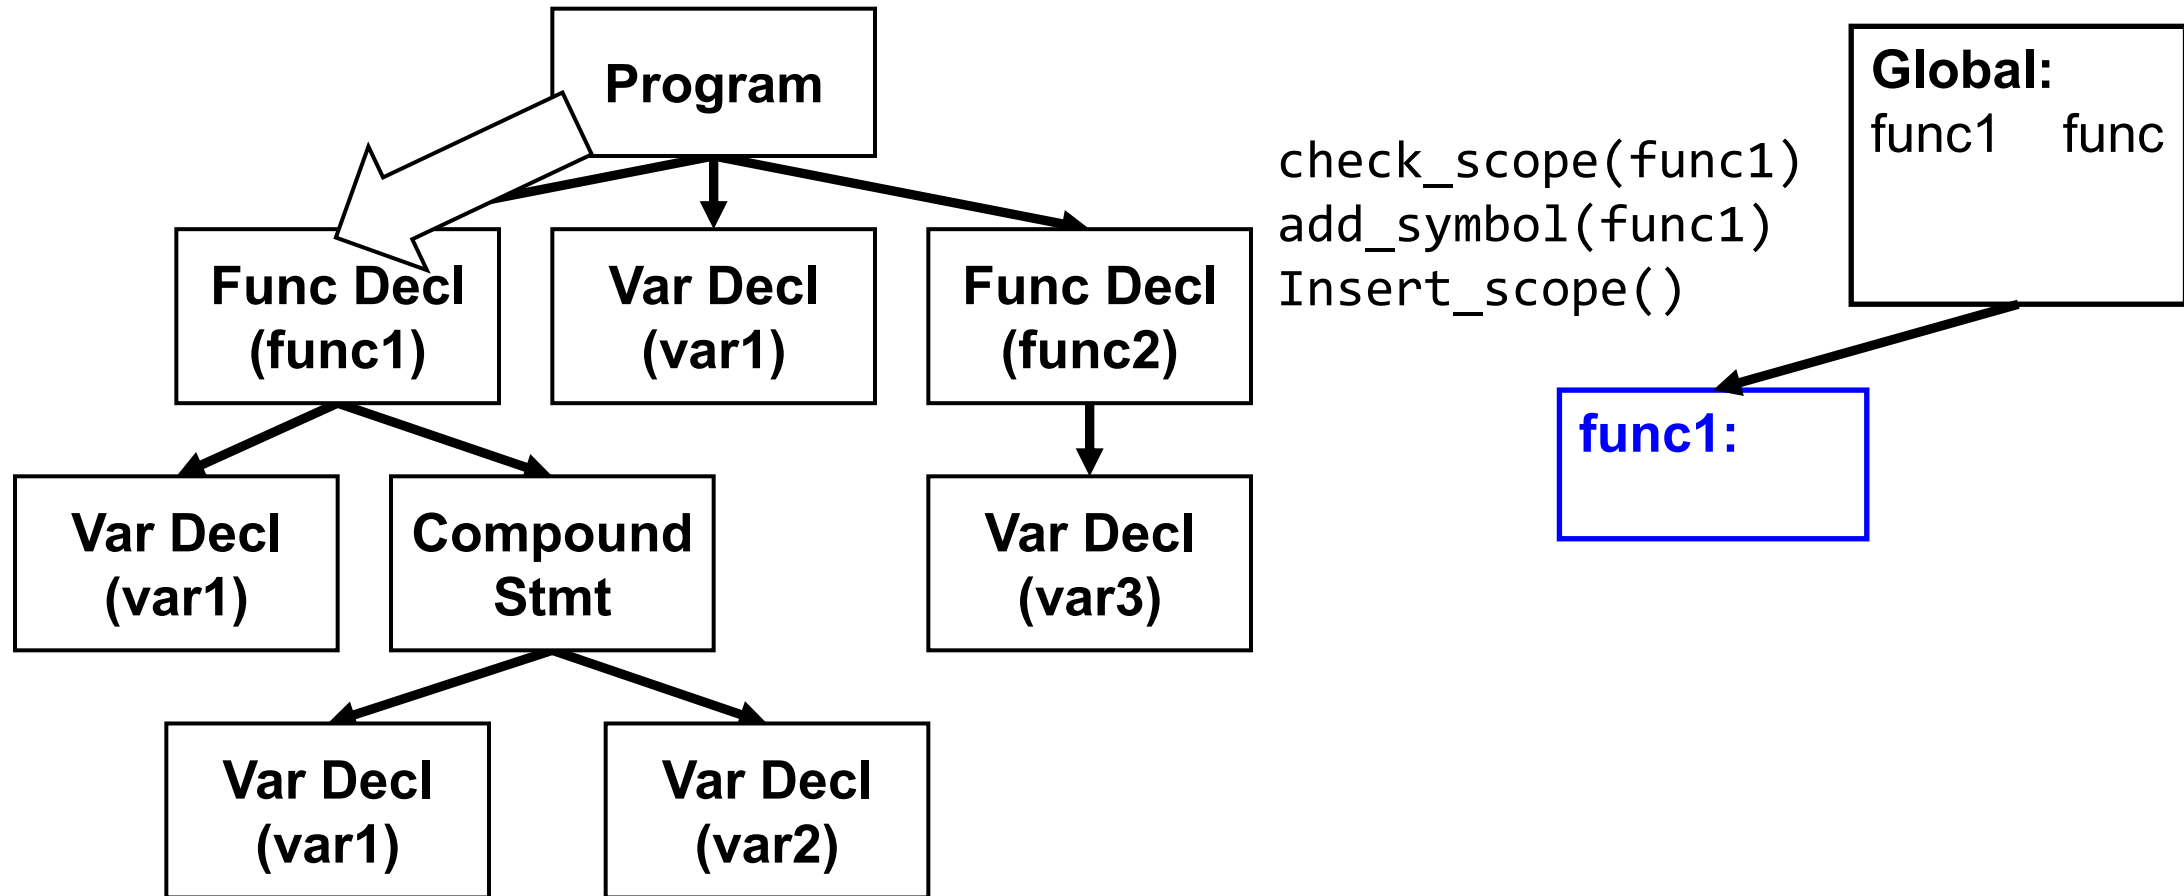 Program
Func Decl
(func1)
Var Decl
(var1)
Func Decl
(func2)
Var Decl
(var1)
Compound
Stmt
Var Decl
(var3)
Var Decl
(var1)
Var Decl
(var2)
check_scope(func1)
add_symbol(func1)
Insert_scope()
Global:
func1 func
func1: